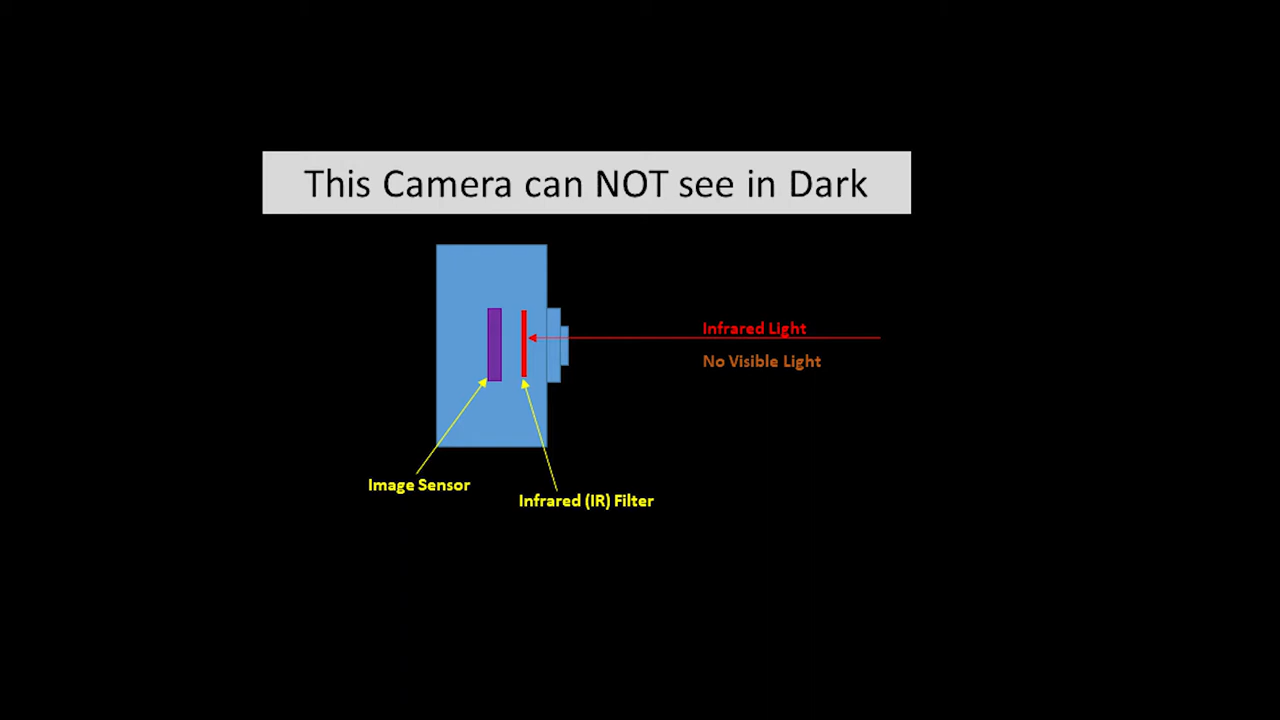 This Camera can NOT see in Dark
Infrared Light
No Visible Light
Image Sensor
Infrared (IR) Filter